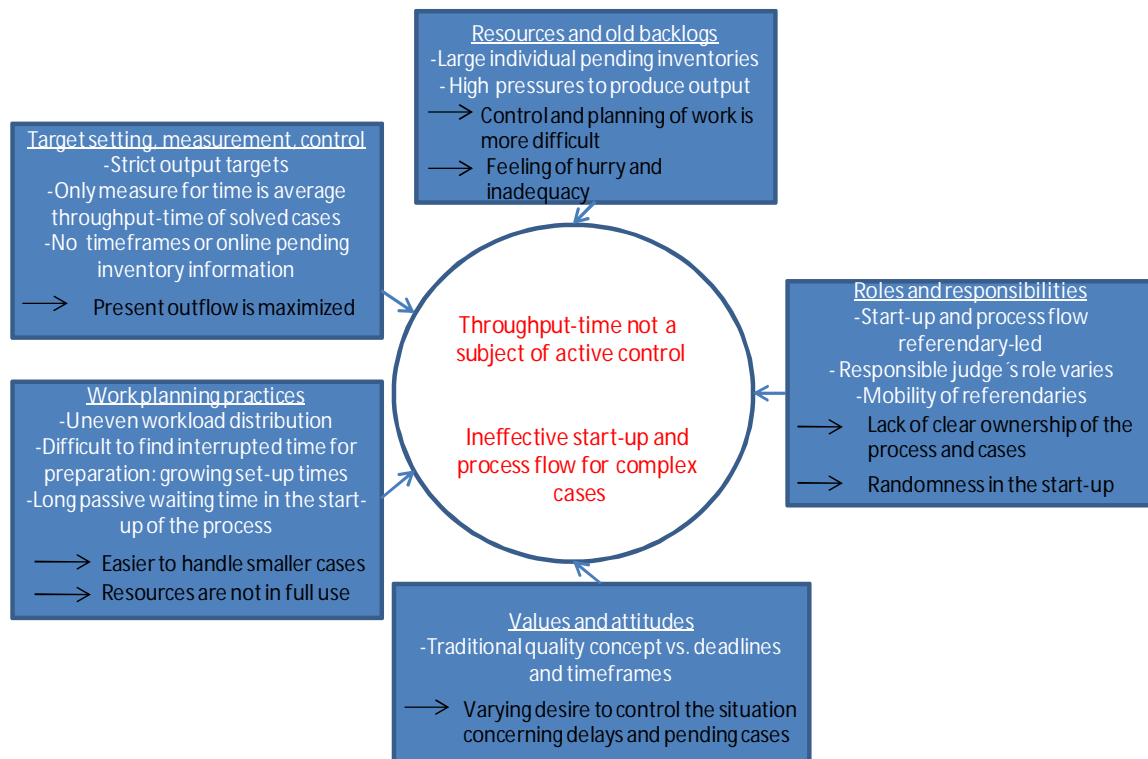 Resources and old backlogs
-Large individual pending inventories
-High pressures to produce output
Control and planning of work is
more difficult
Feeling of hurry and
inadequacy
Target setting, measurement, control
-Strict output targets
-Only measure for time is average
throughput-time of solved cases
-No timeframes or online pending
inventory information
Present outflow is maximized
Throughput-time not a
subject of active control
Ineffective start-up and
process flow for complex
cases
Roles and responsibilities
-Start-up and process flow
referendary-led
-Responsible judge´s role varies
-Mobility of referendaries
Lack of clear ownership of the
process and cases
Randomness in the start-up
Work planning practices
-Uneven workload distribution
-Difficult to find interrupted time for
preparation: growing set-up times
-Long passive waiting time in the start-
up of the process
Easier to handle smaller cases
Resources are not in full use
Values and attitudes
-Traditional quality concept vs. deadlines
and timeframes
Varying desire to control the situation
concerning delays and pending cases